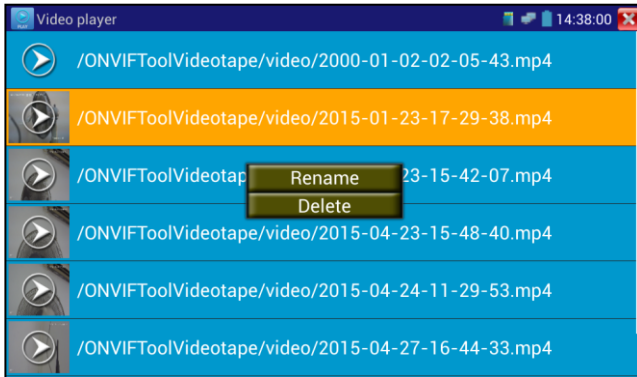 Video player 14:38:00
/ONVIFToolVideotape/video/2000-01-02-02-05-43.mp4
/ONVIFToolVideotape/video/2015-01-23-17-29-38.mp4
/ONVIFToolVideotap 23-15-42-07.mp4
Rename
Delete
/ONVIFToolVideotape/video/2015-04-23-15-48-40.mp4
/ONVIFToolVideotape/video/2015-04-24-11-29-53.mp4
/ONVIFToolVideotape/video/2015-04-27-16-44-33.mp4